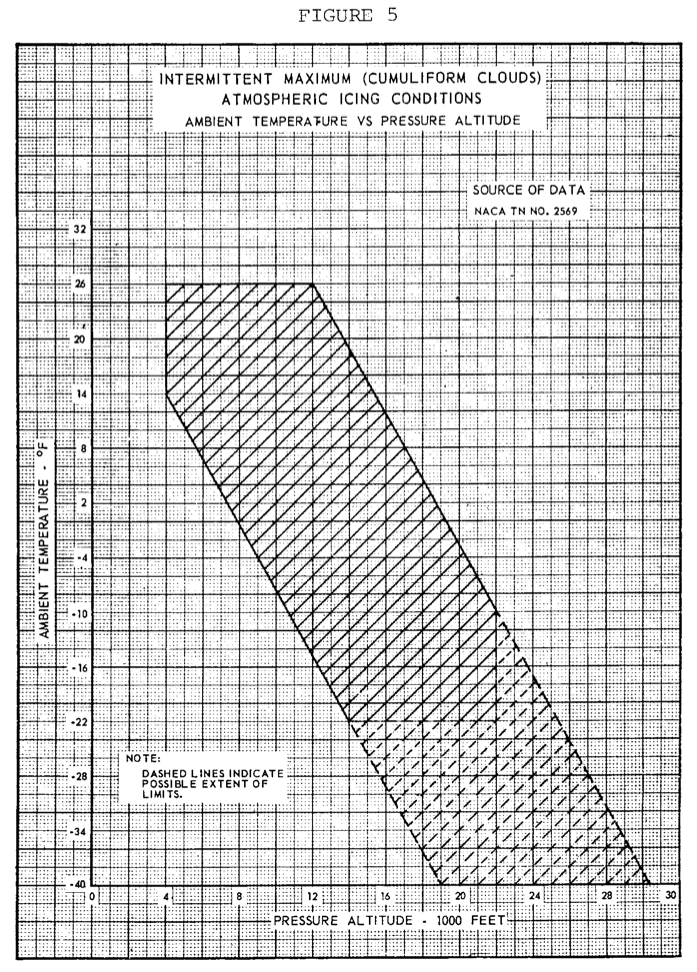 FIGURE 5
INTERMITTENT MAXIMUM (CUMULIFORM CLOUDS)
ATMOSPHERIC ICING CONDITIONS
AMBIENT TEMPERATURE VS PRESSURE ALTITUDE
SOURCE OF DATA
NACA TN NO. 2569
32
26
20
14
8
2
-4
-10
-16
-22
-28
-34
-40
AMBIENT TEMPERATURE - °F
NOTE:
DASHED LINES INDICATE
POSSIBLE EXTENT OF
LIMITS.
0 4 8 12 16 20 24 28 30
PRESSURE ALTITUDE - 1000 FEET